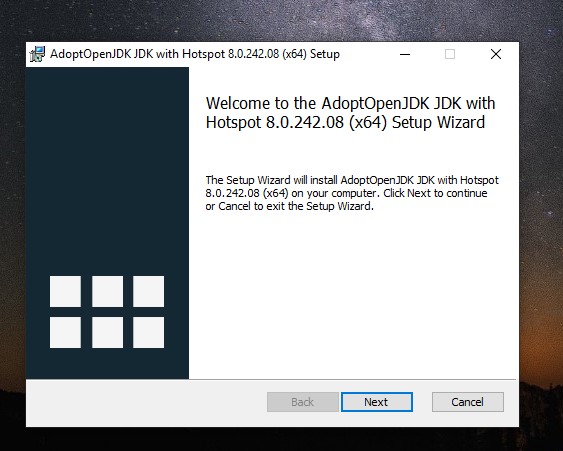 AdoptOpenJDK JDK with Hotspot 8.0.242.08 (x64) Setup
Welcome to the AdoptOpenJDK JDK with
Hotspot 8.0.242.08 (x64) Setup Wizard
The Setup Wizard will install AdoptOpenJDK JDK with Hotspot
8.0.242.08 (x64) on your computer. Click Next to continue
or Cancel to exit the Setup Wizard.
Back
Next
Cancel